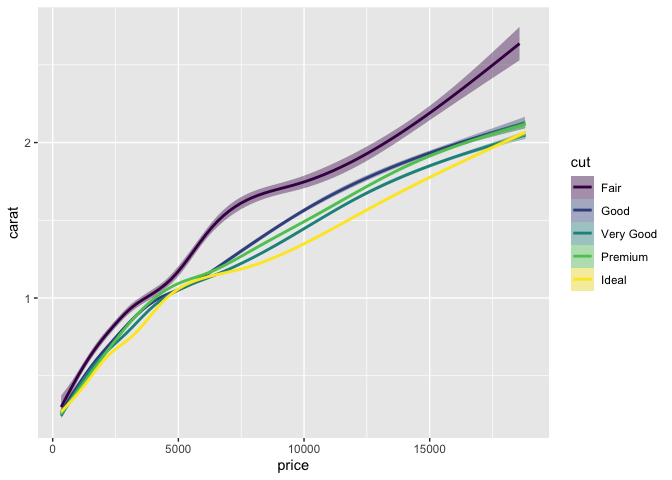 carat
2
1
0
5000
10000
15000
price
cut
Fair
Good
Very Good
Premium
Ideal